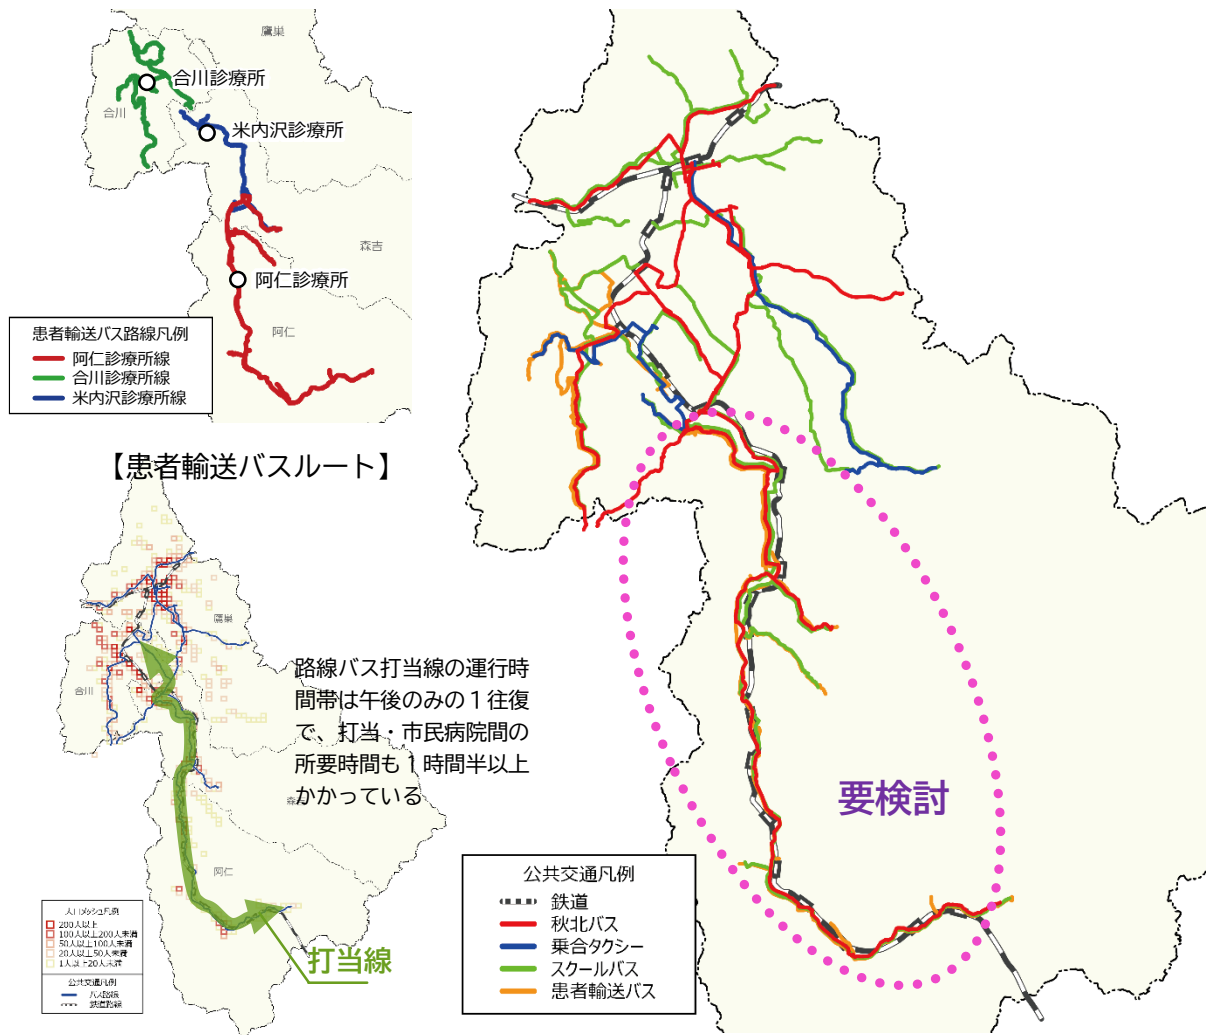 鷹巣
合川診療所
合川
米内沢診療所
森吉
阿仁診療所
阿仁
患者輸送バス路線凡例
阿仁診療所線
合川診療所線
米内沢診療所線
【患者輸送バスルート】
鷹巣
合川
路線バス打当線の運行時
間帯は午後のみの１往復
で、打当・市民病院間の
所要時間も１時間半以上
かかっている
森吉
阿仁
打当線
人口メッシュ凡例
200人以上
100人以上200人未満
50人以上100人未満
20人以上50人未満
1人以上20人未満
公共交通凡例
バス路線
鉄道路線
要検討
公共交通凡例
鉄道
秋北バス
乗合タクシー
スクールバス
患者輸送バス